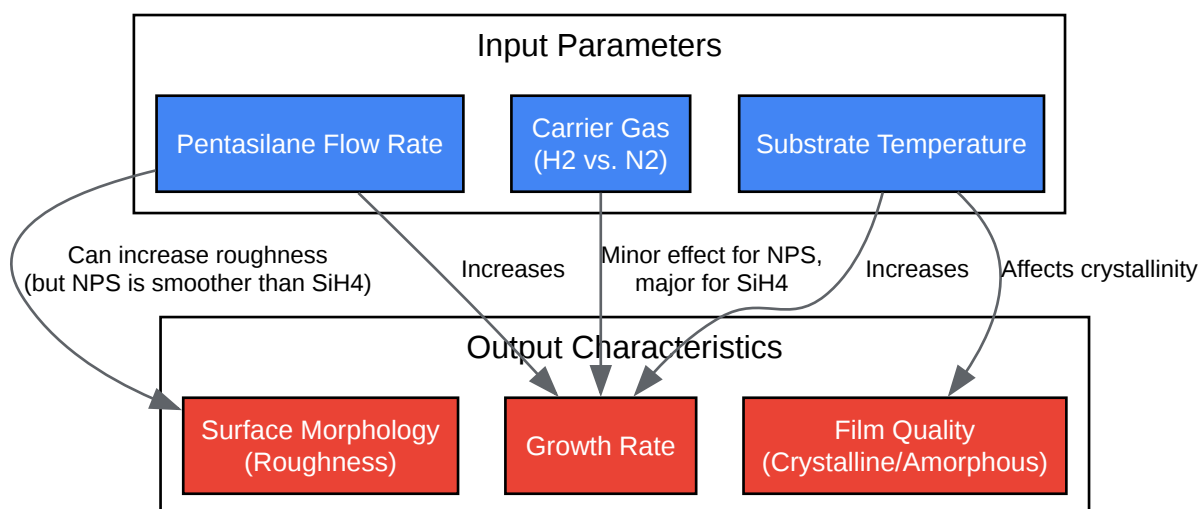 Input Parameters
Pentasilane Flow Rate
Carrier Gas
(H2 vs. N2)
Substrate Temperature
Can increase roughness
(but NPS is smoother than SiH4)
Increases
Minor effect for NPS,
major for SiH4
Increases
Affects crystallinity
Output Characteristics
Surface Morphology
(Roughness)
Growth Rate
Film Quality
(Crystalline/Amorphous)